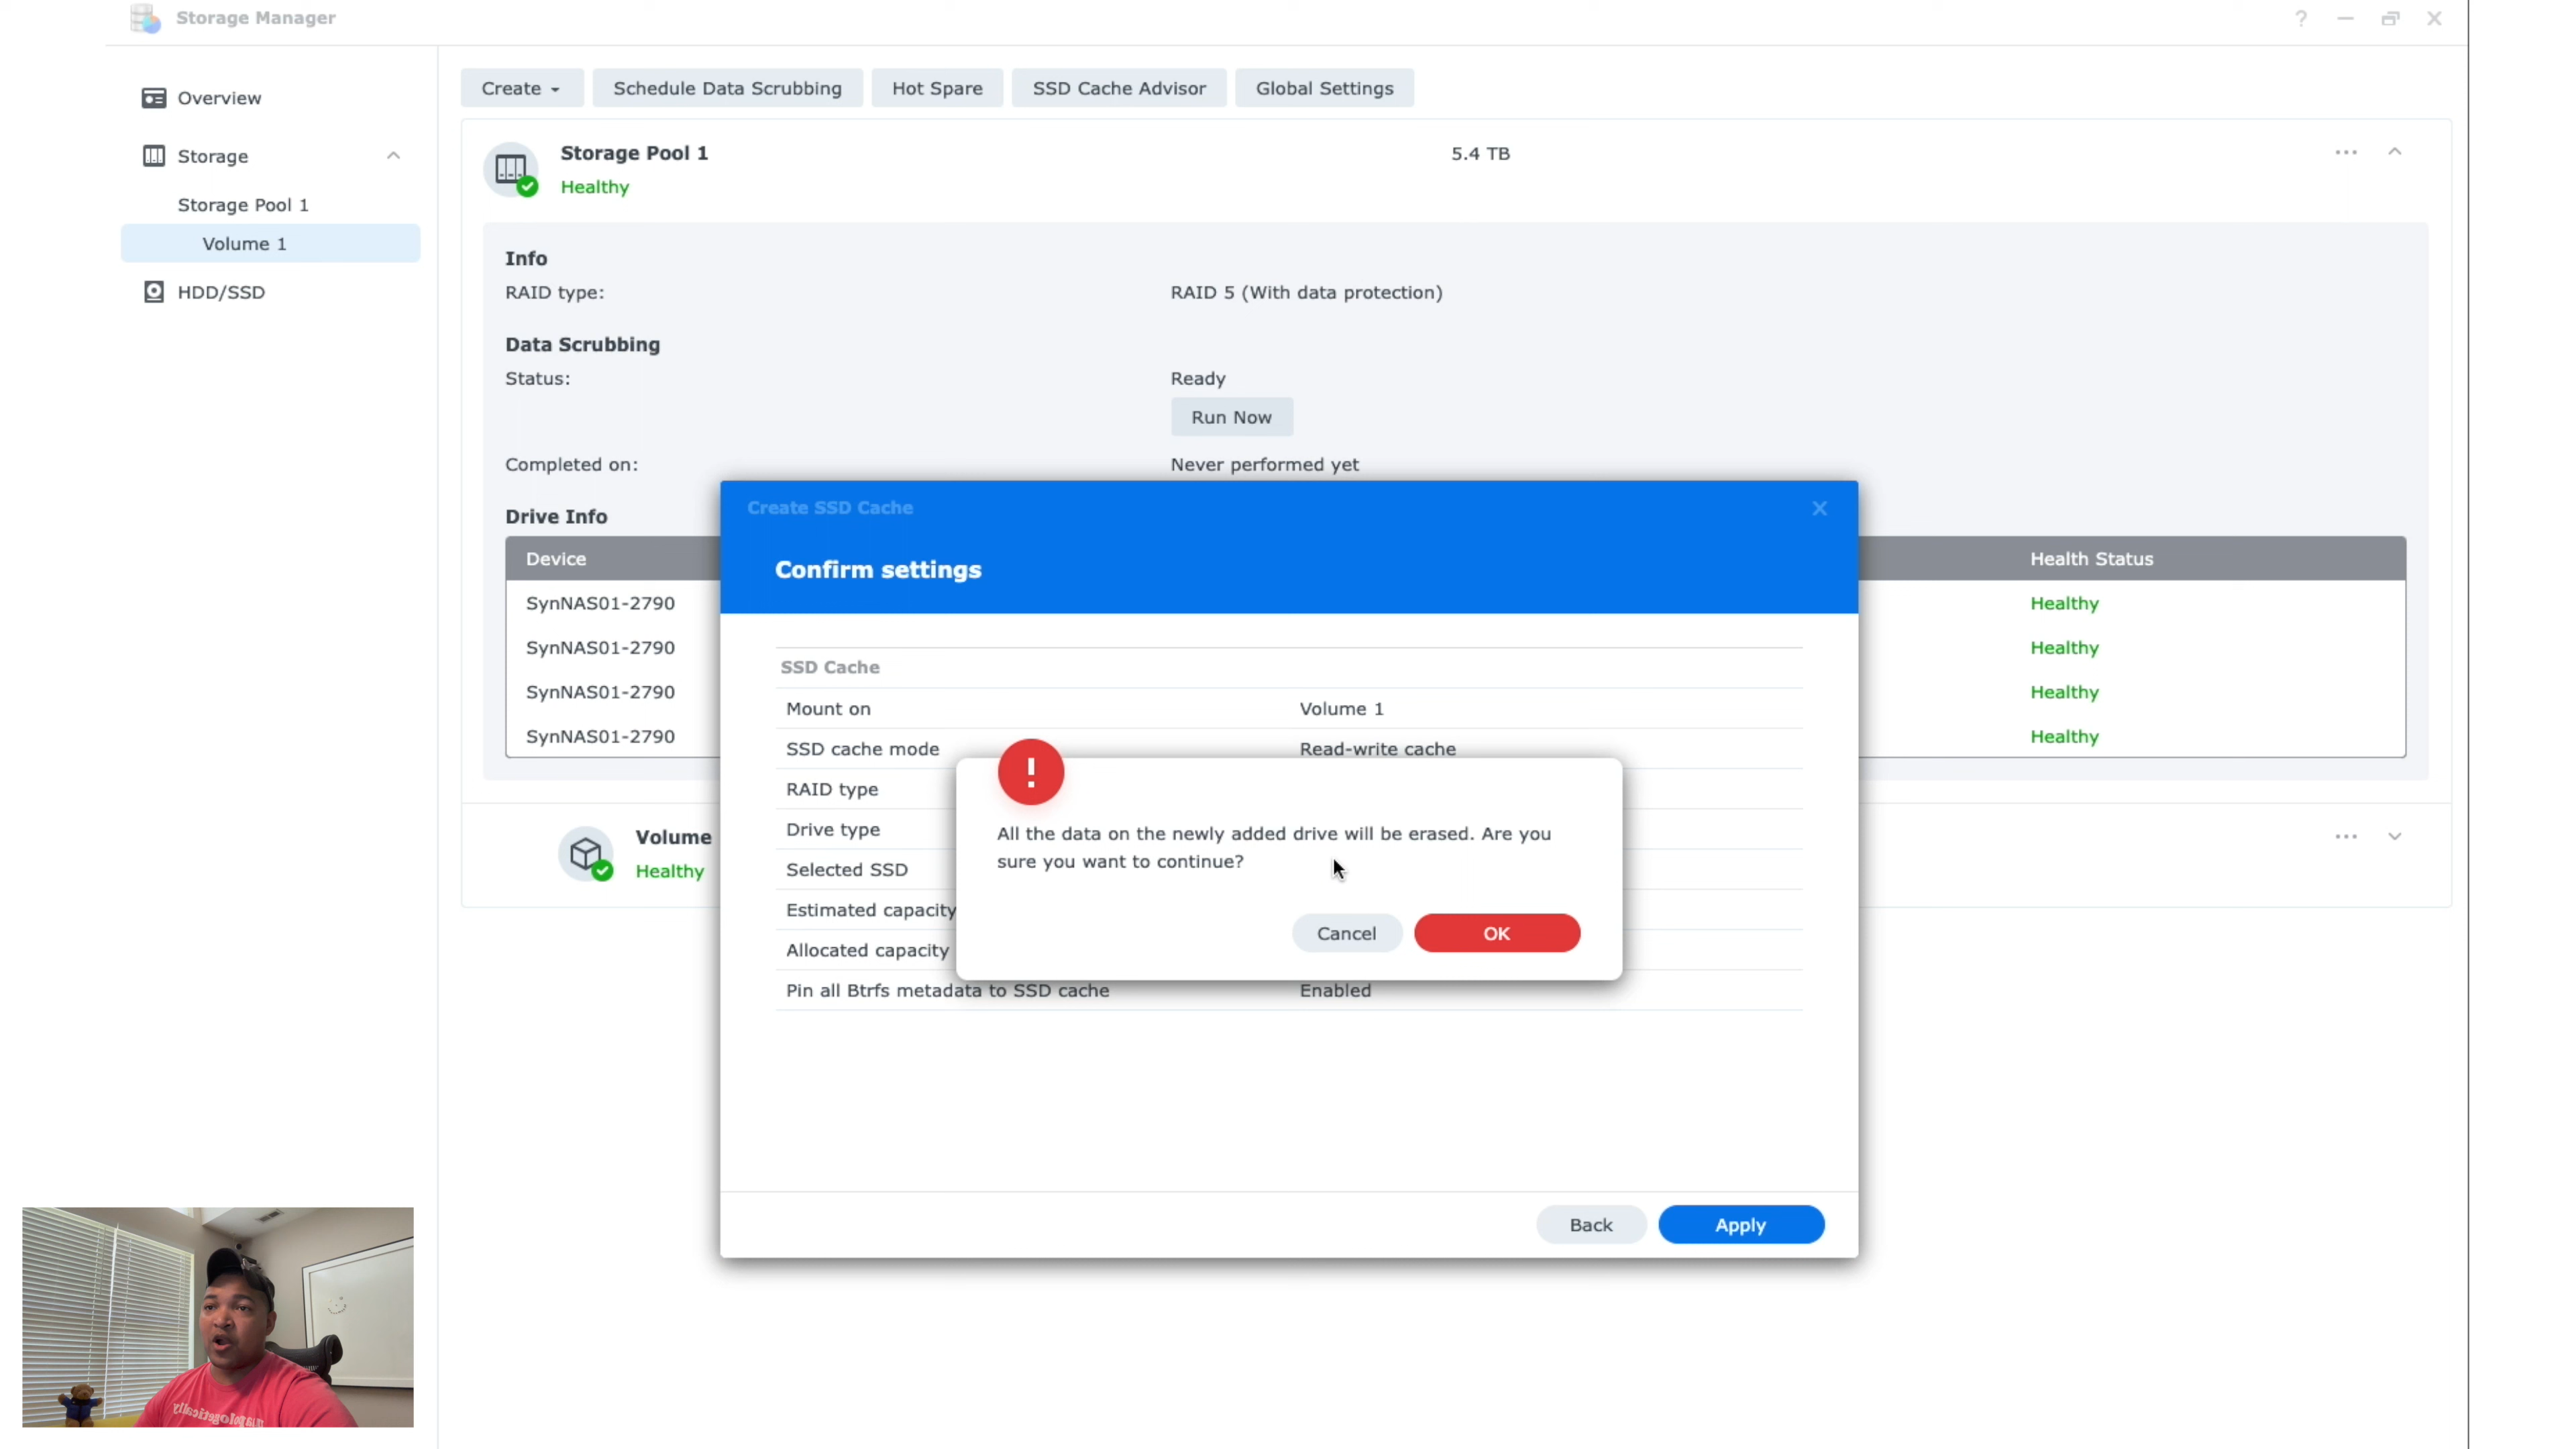 Storage Manager
Overview
Storage
Storage Pool 1
Volume 1
HDD/SSD
Create
Schedule Data Scrubbing
Hot Spare
SSD Cache Advisor
Global Settings
Storage Pool 1
5.4 TB
Healthy
Info
RAID type:
RAID 5 (With data protection)
Data Scrubbing
Status:
Ready
Run Now
Completed on:
Never performed yet
Drive Info
Device
Health Status
SynNAS01-2790
Healthy
SynNAS01-2790
Healthy
SynNAS01-2790
Healthy
SynNAS01-2790
Healthy
Volume
Healthy
Create SSD Cache
Confirm settings
SSD Cache
Mount on
Volume 1
SSD cache mode
Read-write cache
RAID type
Drive type
Selected SSD
Estimated capacity
Allocated capacity
Pin all Btrfs metadata to SSD cache
Enabled
All the data on the newly added drive will be erased. Are you
sure you want to continue?
Cancel
OK
Back
Apply